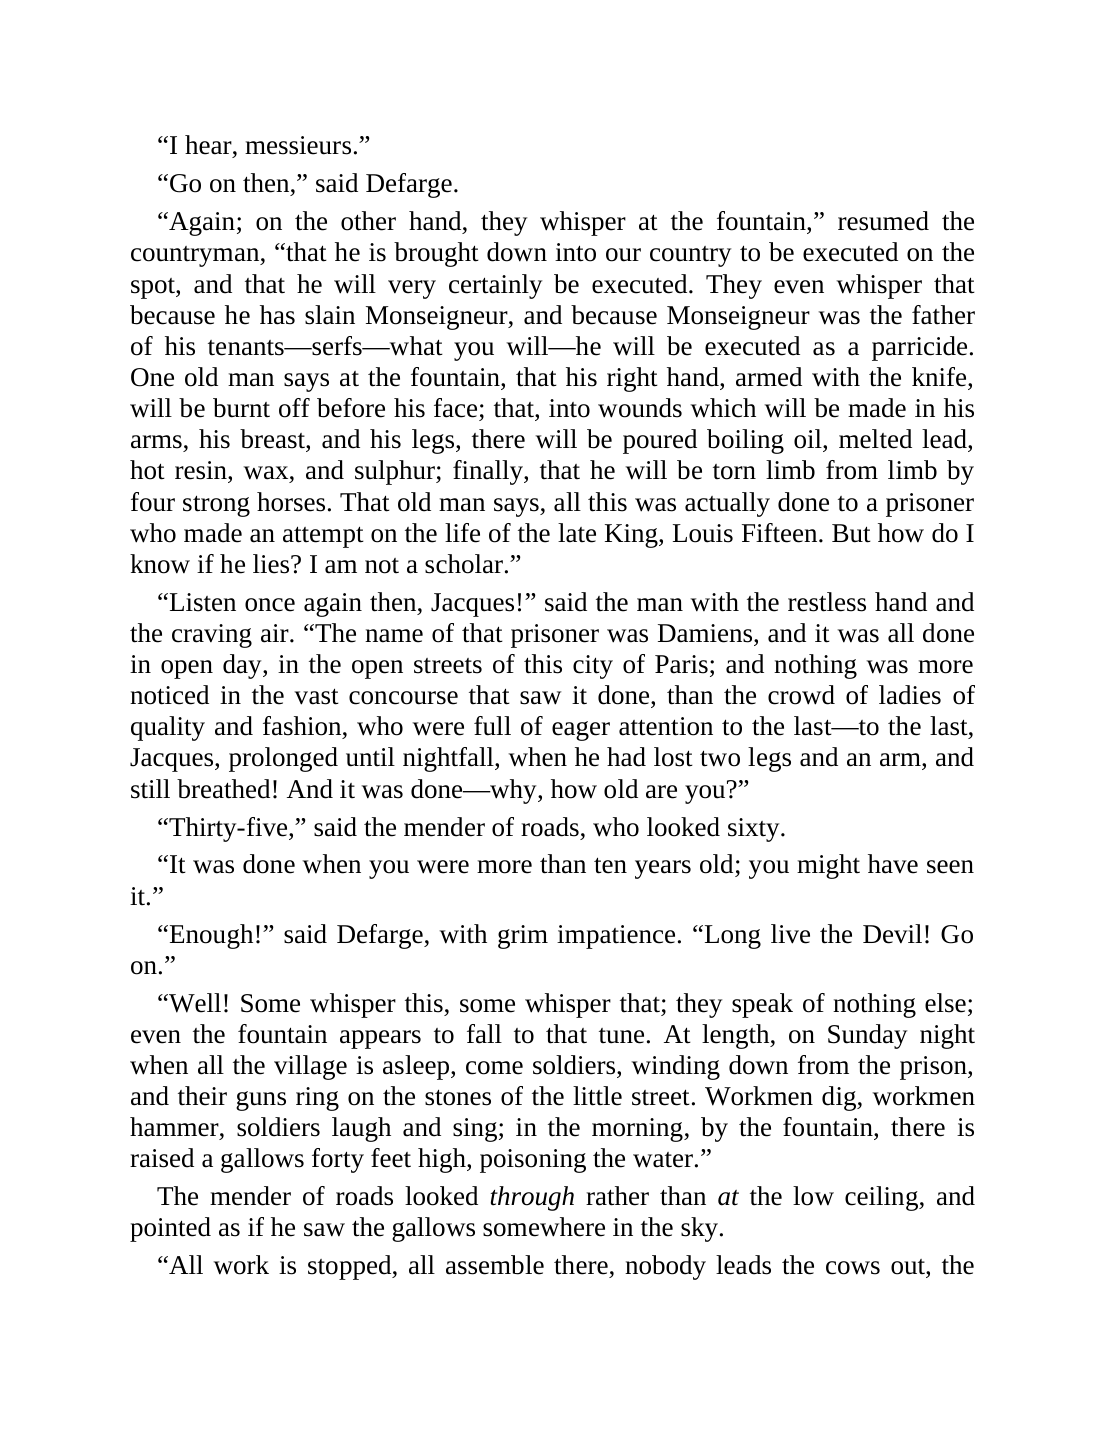 “I hear, messieurs.”
“Go on then,” said Defarge.
“Again; on the other hand, they whisper at the fountain,” resumed the
countryman, “that he is brought down into our country to be executed on the
spot, and that he will very certainly be executed. They even whisper that
because he has slain Monseigneur, and because Monseigneur was the father
of his tenants—serfs—what you will—he will be executed as a parricide.
One old man says at the fountain, that his right hand, armed with the knife,
will be burnt off before his face; that, into wounds which will be made in his
arms, his breast, and his legs, there will be poured boiling oil, melted lead,
hot resin, wax, and sulphur; finally, that he will be torn limb from limb by
four strong horses. That old man says, all this was actually done to a prisoner
who made an attempt on the life of the late King, Louis Fifteen. But how do I
know if he lies? I am not a scholar.”
“Listen once again then, Jacques!” said the man with the restless hand and
the craving air. “The name of that prisoner was Damiens, and it was all done
in open day, in the open streets of this city of Paris; and nothing was more
noticed in the vast concourse that saw it done, than the crowd of ladies of
quality and fashion, who were full of eager attention to the last—to the last,
Jacques, prolonged until nightfall, when he had lost two legs and an arm, and
still breathed! And it was done—why, how old are you?”
“Thirty-five,” said the mender of roads, who looked sixty.
“It was done when you were more than ten years old; you might have seen
it.”
“Enough!” said Defarge, with grim impatience. “Long live the Devil! Go
on.”
“Well! Some whisper this, some whisper that; they speak of nothing else;
even the fountain appears to fall to that tune. At length, on Sunday night
when all the village is asleep, come soldiers, winding down from the prison,
and their guns ring on the stones of the little street. Workmen dig, workmen
hammer, soldiers laugh and sing; in the morning, by the fountain, there is
raised a gallows forty feet high, poisoning the water.”
The mender of roads looked through rather than at the low ceiling, and
pointed as if he saw the gallows somewhere in the sky.
“All work is stopped, all assemble there, nobody leads the cows out, the